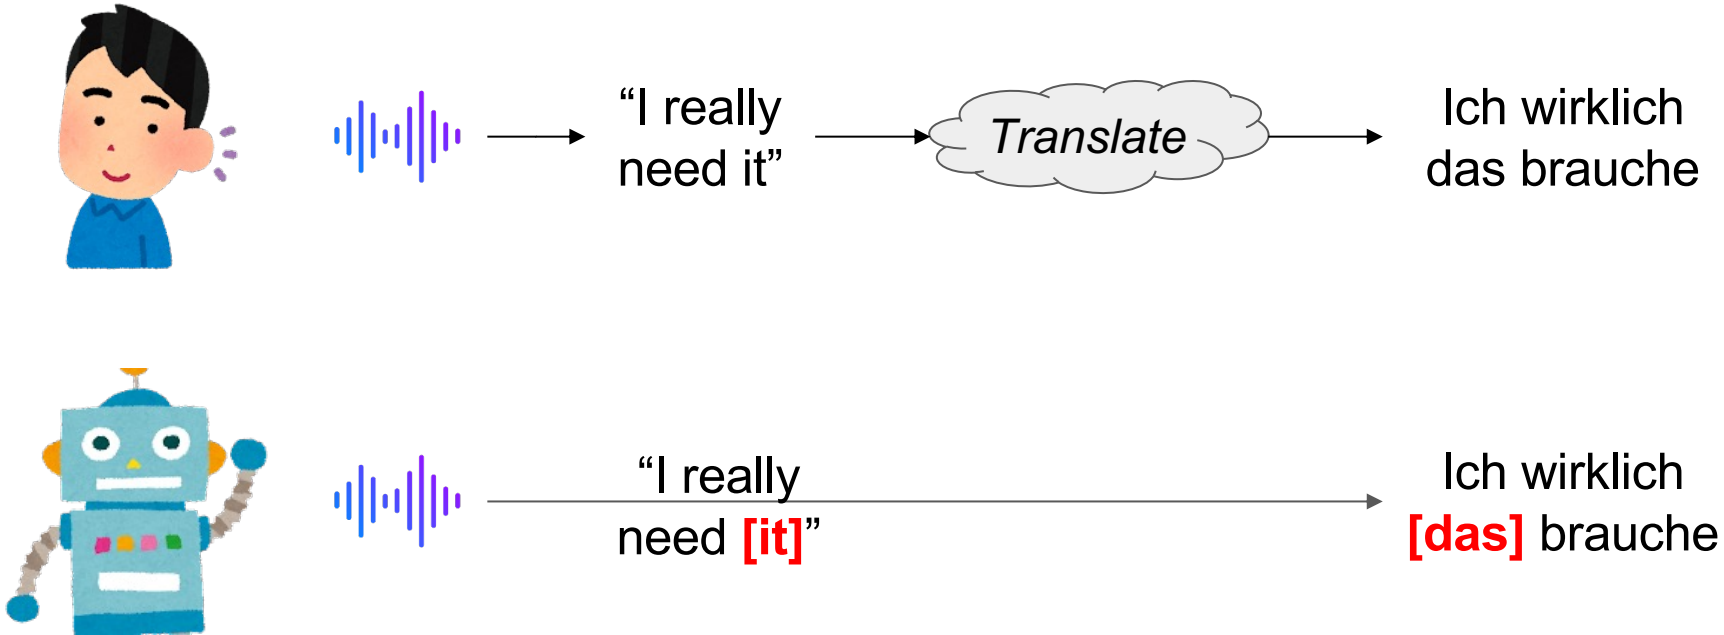 “I really
need it”
Translate
Ich wirklich
das brauche
“I really
need [it]”
Ich wirklich
[das] brauche